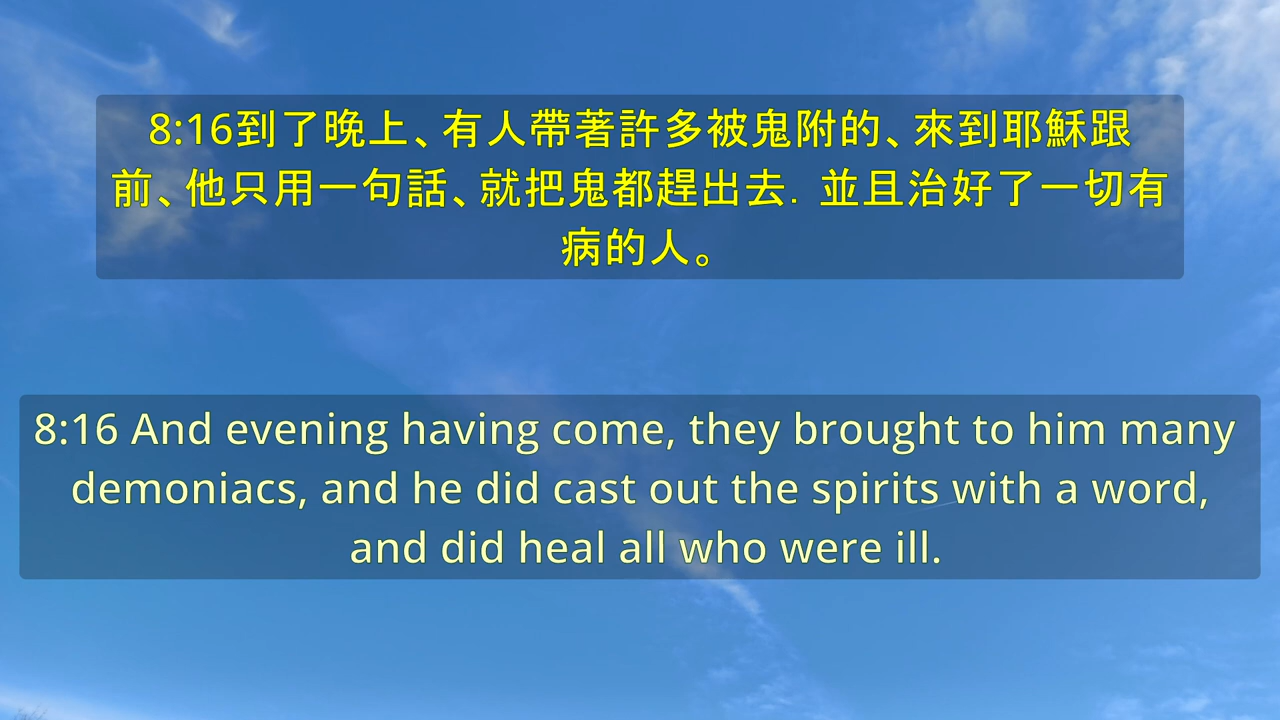 8:16到了晚上、有人帶著許多被鬼附的、來到耶穌跟
前、他只用一句話、就把鬼都趕出去．並且治好了一切有
病的人。
8:16 And evening having come, they brought to him many
demoniacs, and he did cast out the spirits with a word,
and did heal all who were ill.